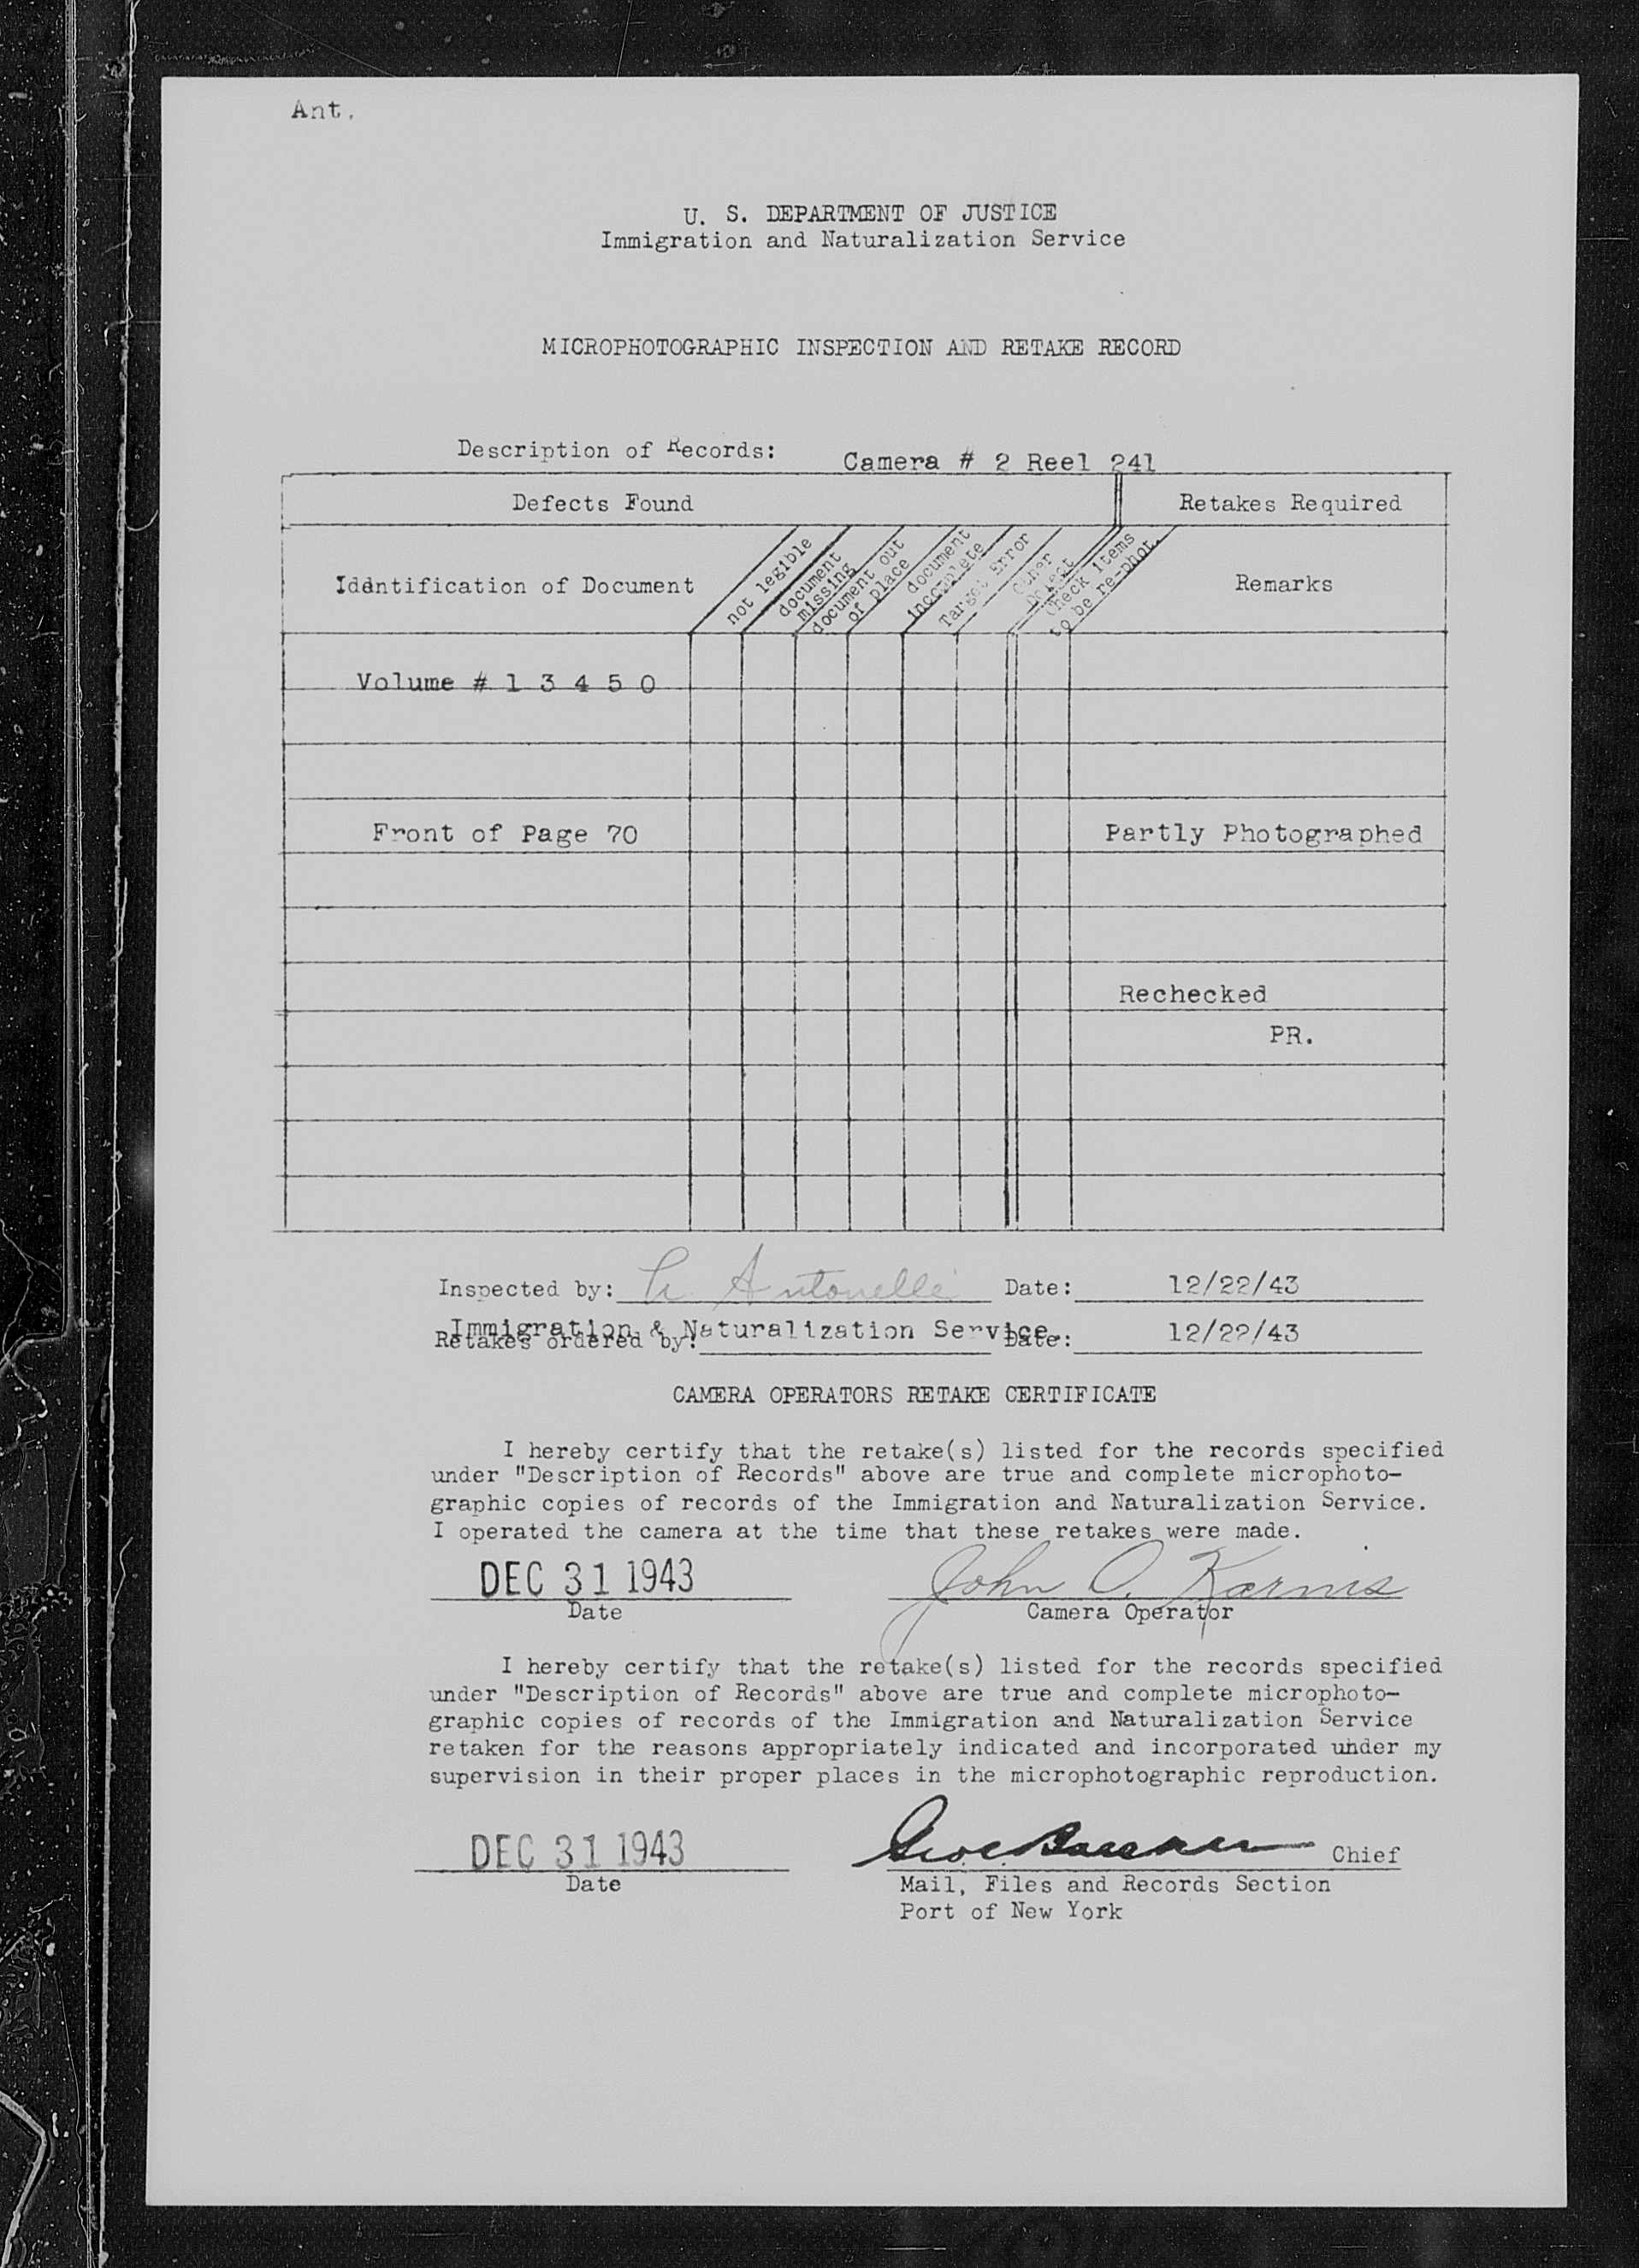 Ant.
U. S. DEPARTMENT OF JUSTICE
Immigration and Naturalization Service
MICROPHOTOGRAPHIC INSPECTION AND RETAKE RECORD
Description of Records: Camera # 2 Reel 241
Defects Found Retakes Required
Identification of Document
not legible
document
missing
document out
of place
document
incomplete
Target Error
Other
Defect
Check items
to be re-phot.
Remarks
Volume # 1 3 4 5 0
Front of Page 70 Partly Photographed
Rechecked
PR.
Inspected by: Antonelli Date: 12/22/43
Immigration & Naturalization Service.
Retakes ordered by: Date: 12/22/43
CAMERA OPERATORS RETAKE CERTIFICATE
I hereby certify that the retake(s) listed for the records specified
under "Description of Records" above are true and complete microphoto-
graphic copies of records of the Immigration and Naturalization Service.
I operated the camera at the time that these retakes were made.
DEC 31 1943 John O. Karnis
Date Camera Operator
I hereby certify that the retake(s) listed for the records specified
under "Description of Records" above are true and complete microphoto-
graphic copies of records of the Immigration and Naturalization Service
retaken for the reasons appropriately indicated and incorporated under my
supervision in their proper places in the microphotographic reproduction.
DEC 31 1943 Chief
Date Mail, Files and Records Section
Port of New York